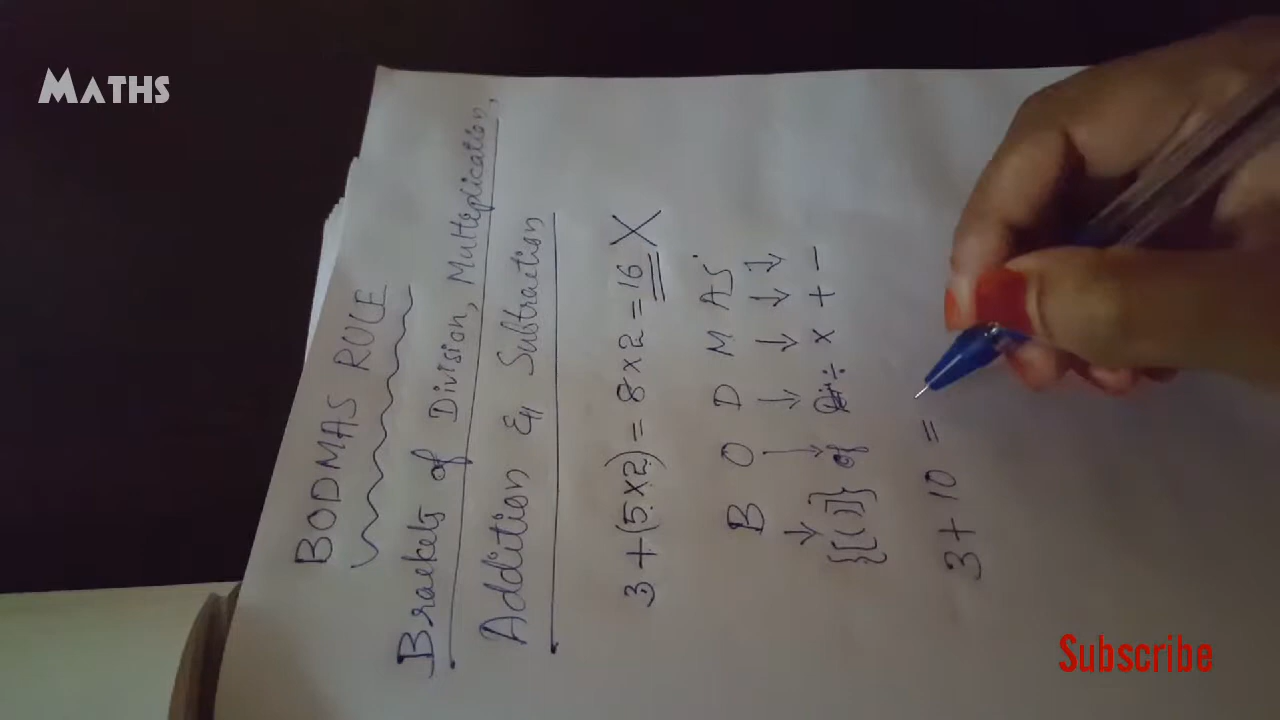 MATHS
BODMAS RULE
Brackets of Division, Multiplication,
Addition & Subtraction
3+(5×2) = 8×2 = 16 X
B O D M A S
↓ ↓ ↓ ↓ ↓ ↓
{[()]} of ÷ × + -
3+10 =
Subscribe